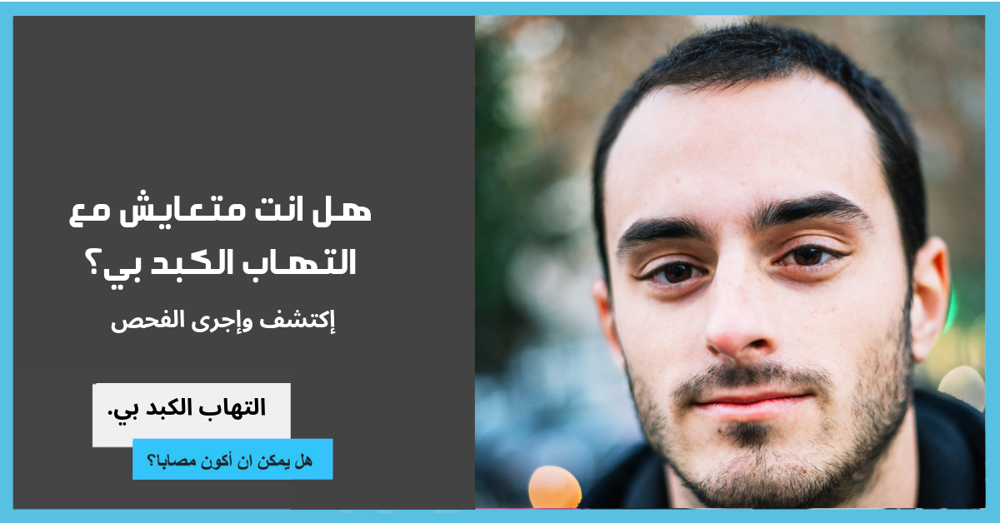 هل انت متعايش مع
التهاب الكبد بي؟
إكتشف وإجرى الفحص
التهاب الكبد بي.
هل يمكن ان أكون مصابا؟